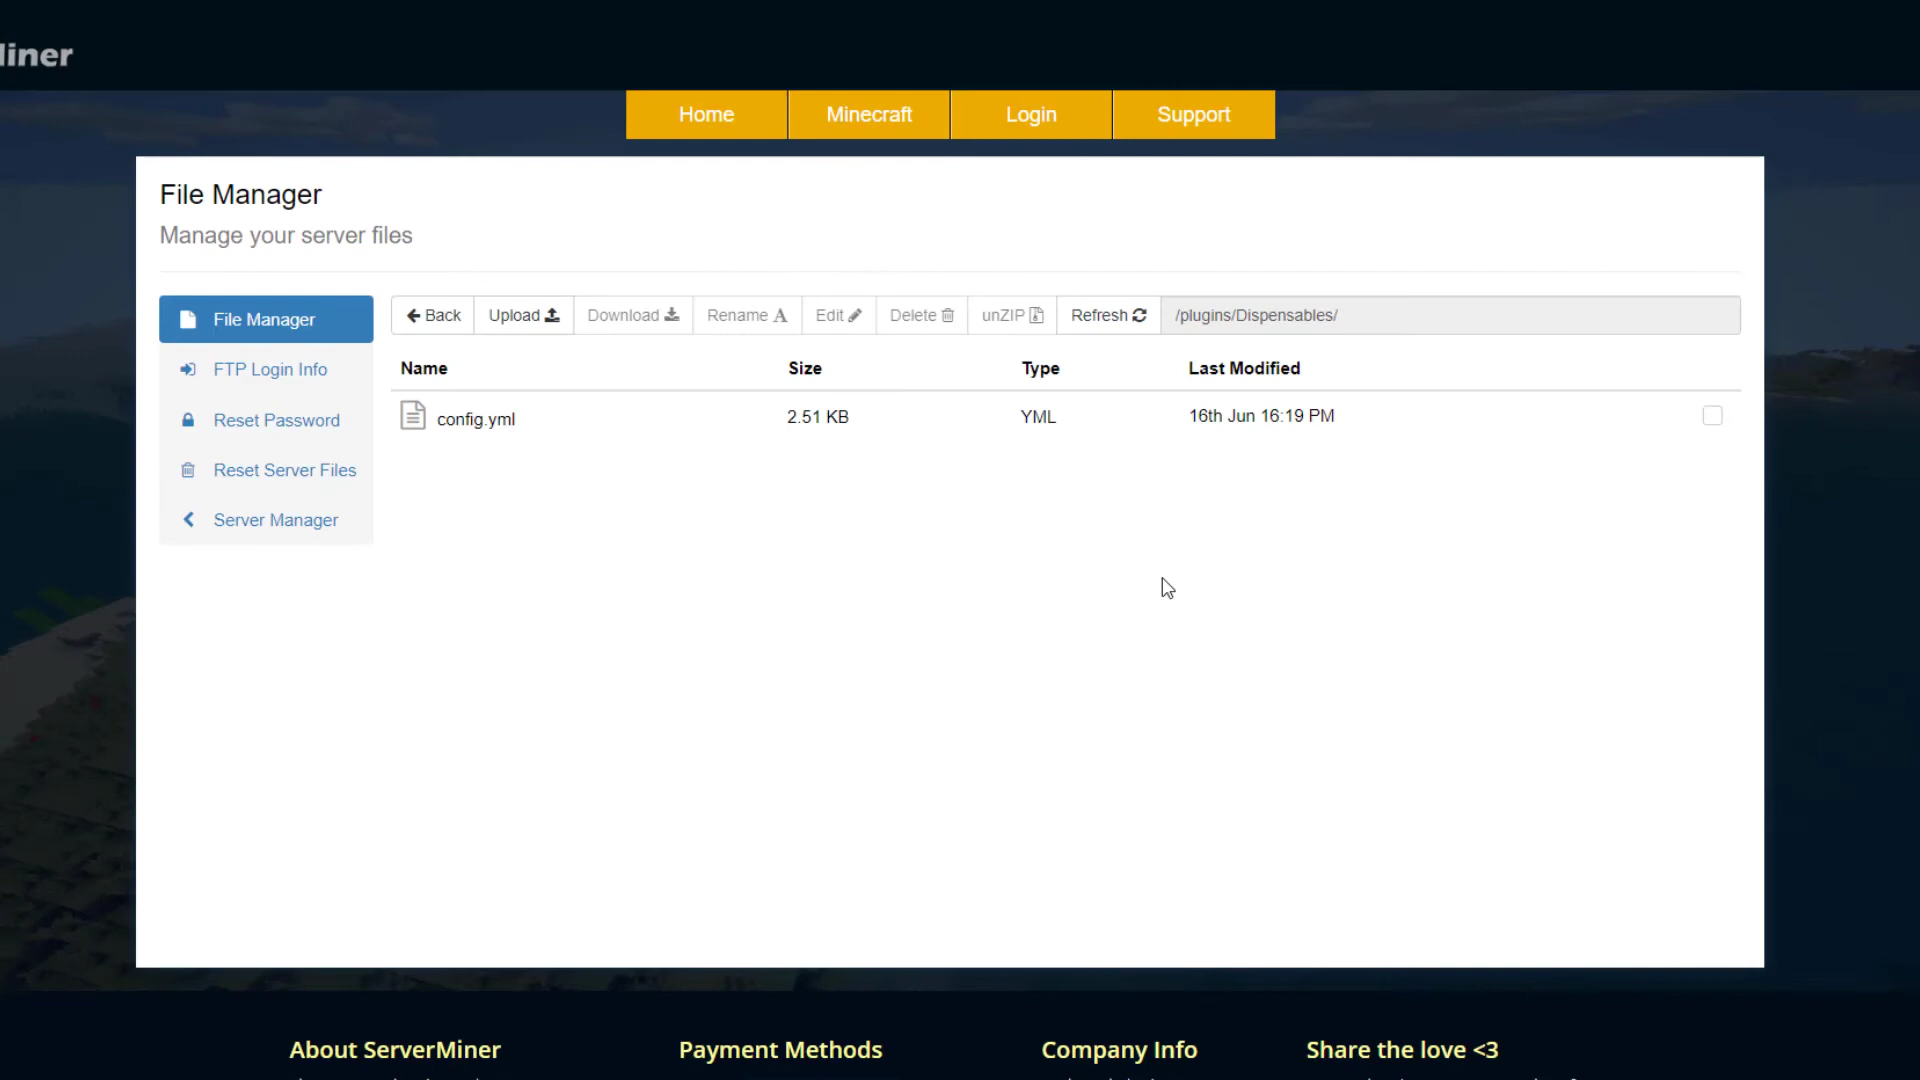 liner
Home Minecraft Login Support
File Manager
Manage your server files
File Manager
FTP Login Info
Reset Password
Reset Server Files
Server Manager
Back Upload Download Rename Edit Delete unZIP Refresh /plugins/Dispensables/
Name Size Type Last Modified
config.yml 2.51 KB YML 16th Jun 16:19 PM
About ServerMiner Payment Methods Company Info Share the love <3